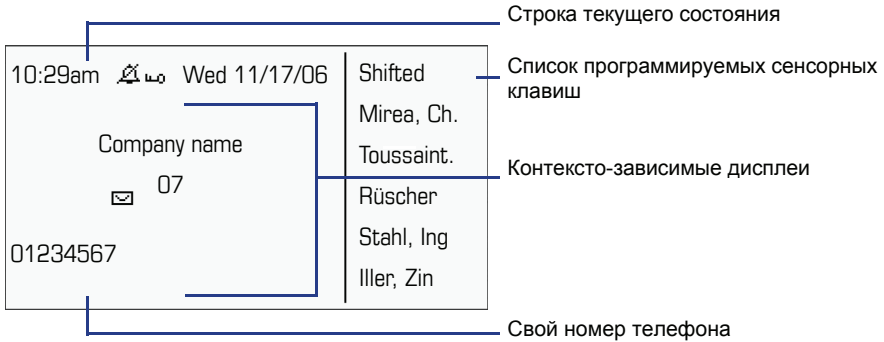 Строка текущего состояния
10:29am Wed 11/17/06
Company name
07
01234567
Shifted
Mirea, Ch.
Toussaint.
Rüscher
Stahl, Ing
Iller, Zin
Список программируемых сенсорных
клавиш
Контексто-зависимые дисплеи
Свой номер телефона